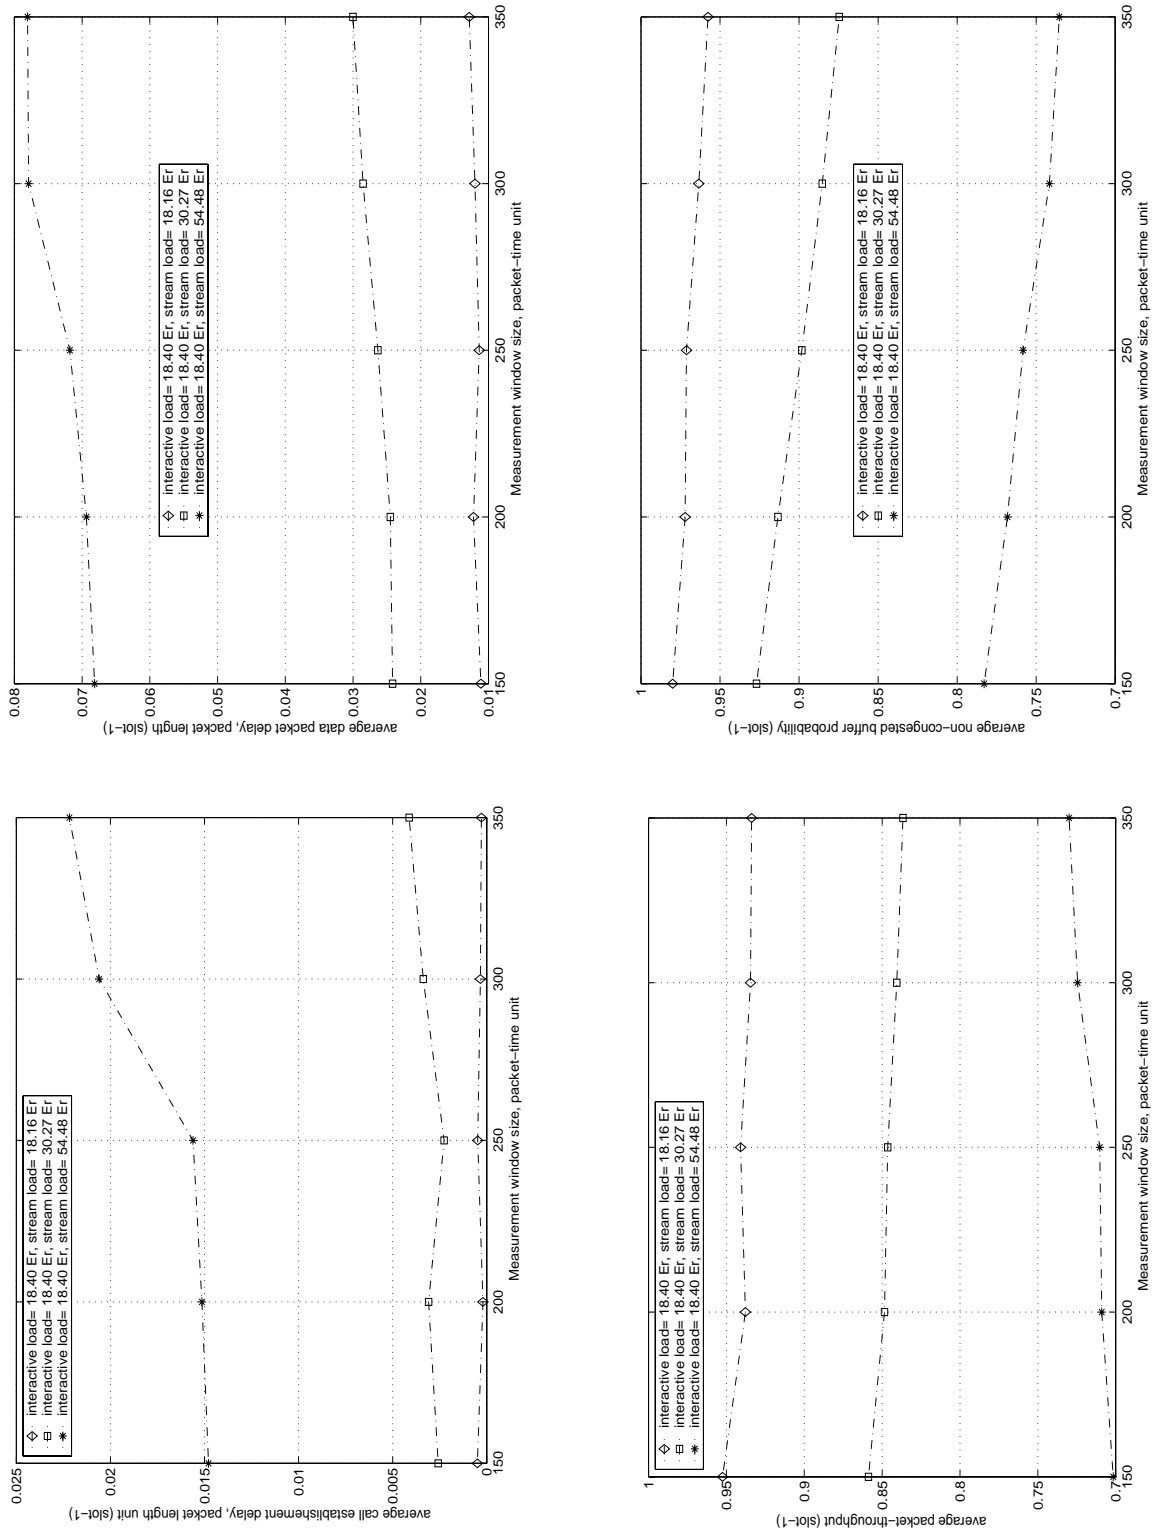 average call establishement delay, packet length unit (slot−1)
0.025
0.02
0.015
0.01
0.005
0
150
200
250
300
350
Measurement window size, packet−time unit
interactive load= 18.40 Er, stream load= 18.16 Er
interactive load= 18.40 Er, stream load= 30.27 Er
interactive load= 18.40 Er, stream load= 54.48 Er
average data packet delay, packet length (slot−1)
0.08
0.07
0.06
0.05
0.04
0.03
0.02
0.01
150
200
250
300
350
Measurement window size, packet−time unit
interactive load= 18.40 Er, stream load= 18.16 Er
interactive load= 18.40 Er, stream load= 30.27 Er
interactive load= 18.40 Er, stream load= 54.48 Er
average packet−throughput (slot−1)
1
0.95
0.9
0.85
0.8
0.75
0.7
150
200
250
300
350
Measurement window size, packet−time unit
interactive load= 18.40 Er, stream load= 18.16 Er
interactive load= 18.40 Er, stream load= 30.27 Er
interactive load= 18.40 Er, stream load= 54.48 Er
average non−congested buffer probability (slot−1)
1
0.95
0.9
0.85
0.8
0.75
0.7
150
200
250
300
350
Measurement window size, packet−time unit
interactive load= 18.40 Er, stream load= 18.16 Er
interactive load= 18.40 Er, stream load= 30.27 Er
interactive load= 18.40 Er, stream load= 54.48 Er